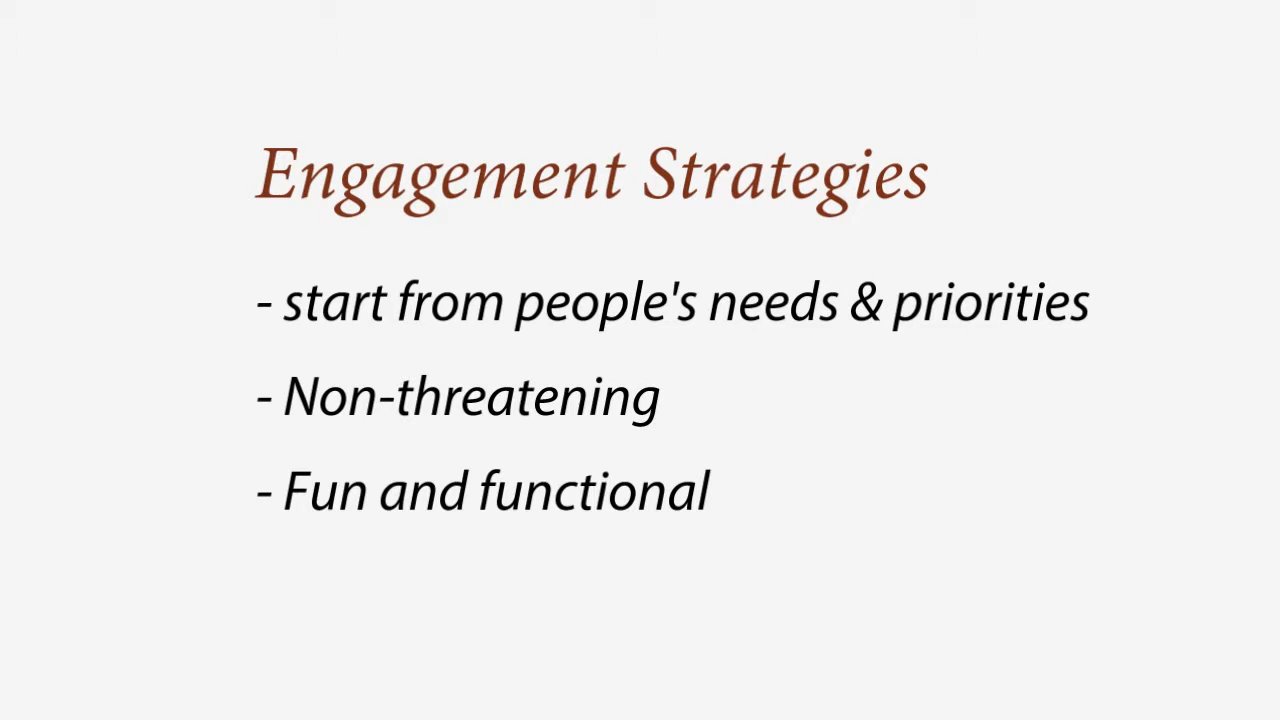 Engagement Strategies
- start from people's needs & priorities
- Non-threatening
- Fun and functional